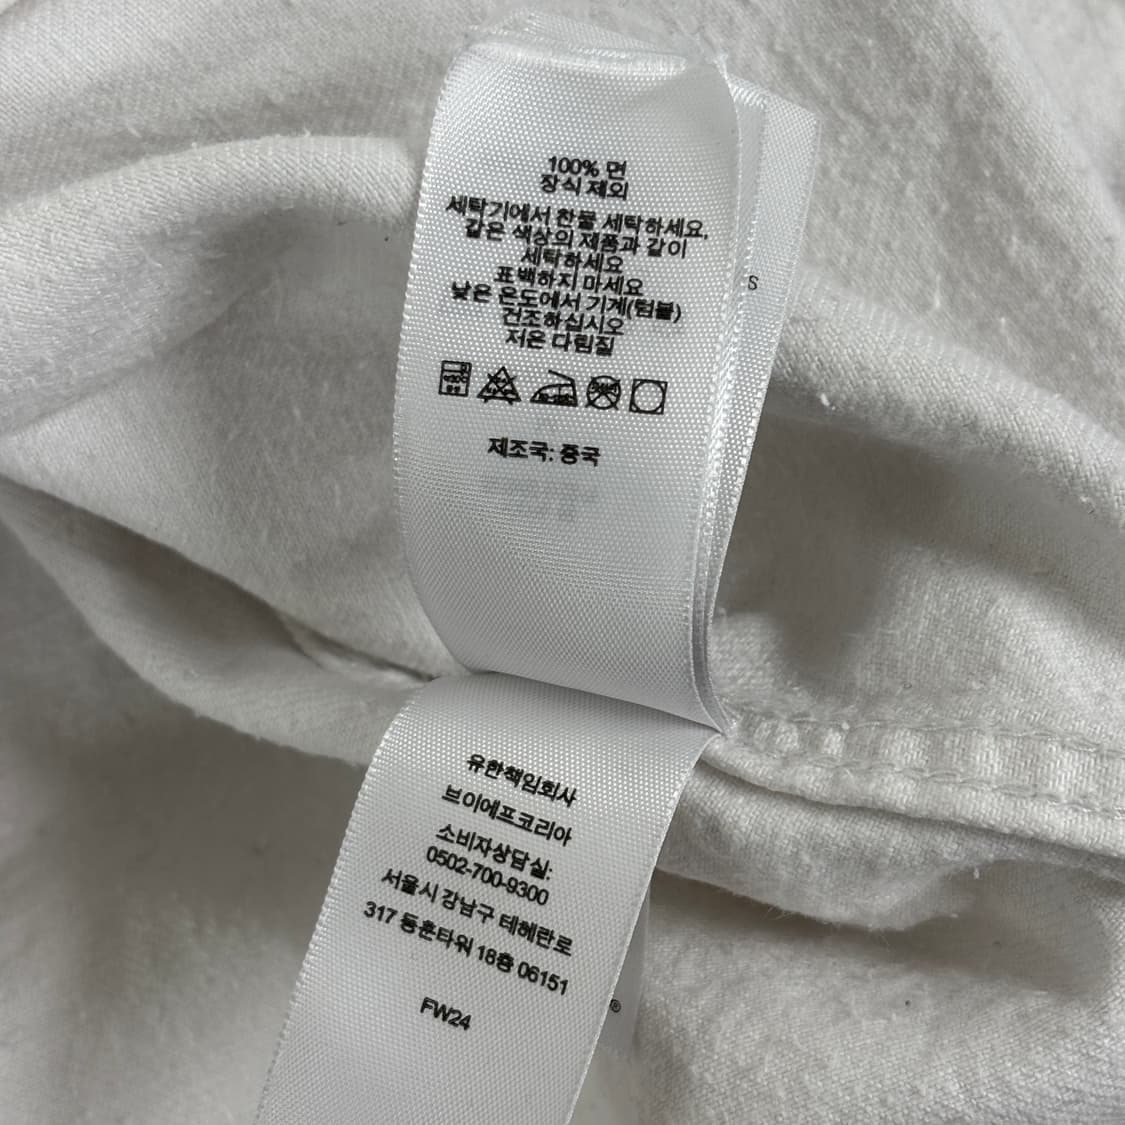 100% 면
장식 제외
세탁기에서 찬물 세탁하세요,
같은 색상의 제품과 같이
세탁하세요
표백하지 마세요
낮은 온도에서 기계(텀블)
건조하십시오
저온 다림질
제조국: 중국
S
유한책임회사
브이에프코리아
소비자상담실:
0502-700-9300
서울시 강남구 테헤란로
317 동훈타워 18층 06151
®
FW24